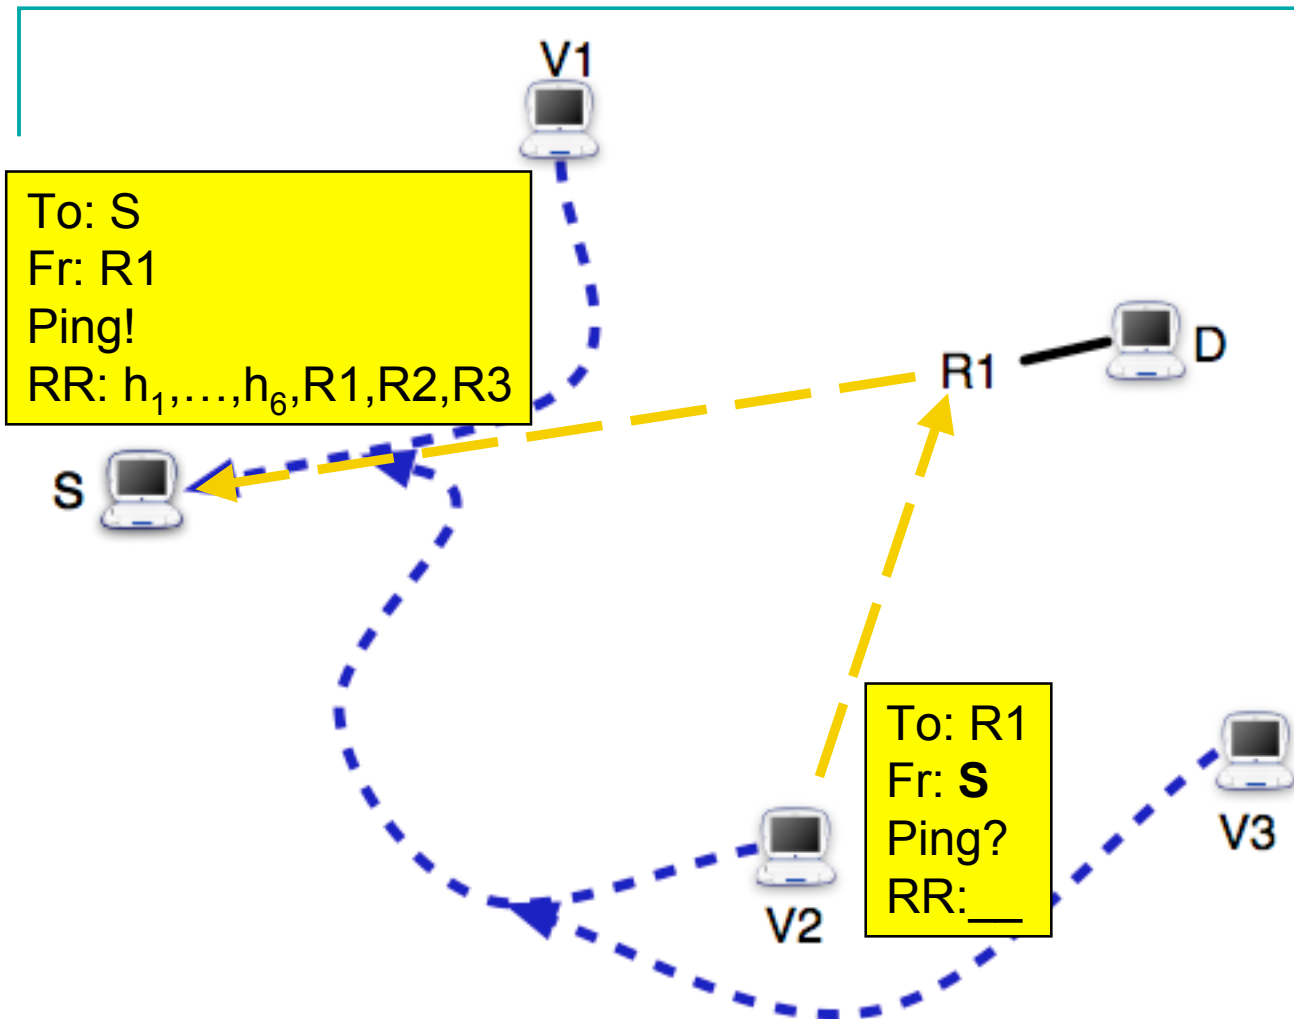 V1
To: S
Fr: R1
Ping!
RR: h₁,…,h₆,R1,R2,R3
D
R1
S
To: R1
Fr: S
Ping?
RR:__
V3
V2